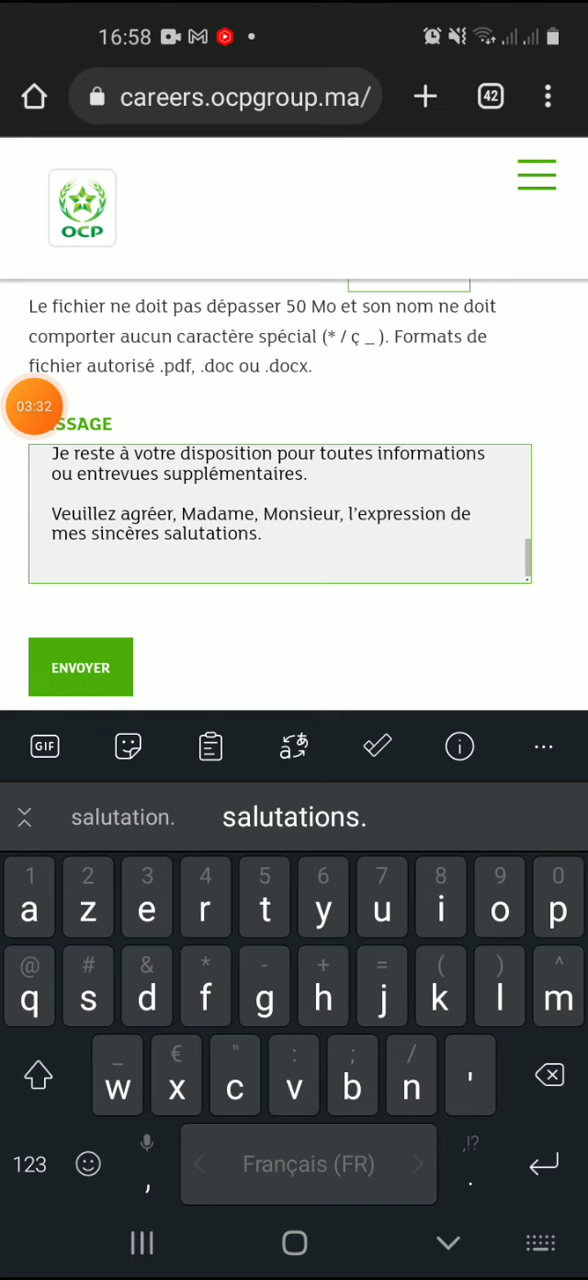 16:58
careers.ocpgroup.ma/
42
OCP
Le fichier ne doit pas dépasser 50 Mo et son nom ne doit
comporter aucun caractère spécial (* / ç _ ). Formats de
fichier autorisé .pdf, .doc ou .docx.
03:32
SSAGE
Je reste à votre disposition pour toutes informations
ou entrevues supplémentaires.
Veuillez agréer, Madame, Monsieur, l'expression de
mes sincères salutations.
ENVOYER
GIF
salutation. salutations.
1 2 3 4 5 6 7 8 9 0
a z e r t y u i o p
@ # & * - + = ( ) ^
q s d f g h j k l m
_ € " : ; /
w x c v b n '
,!?
123 , Français (FR) .